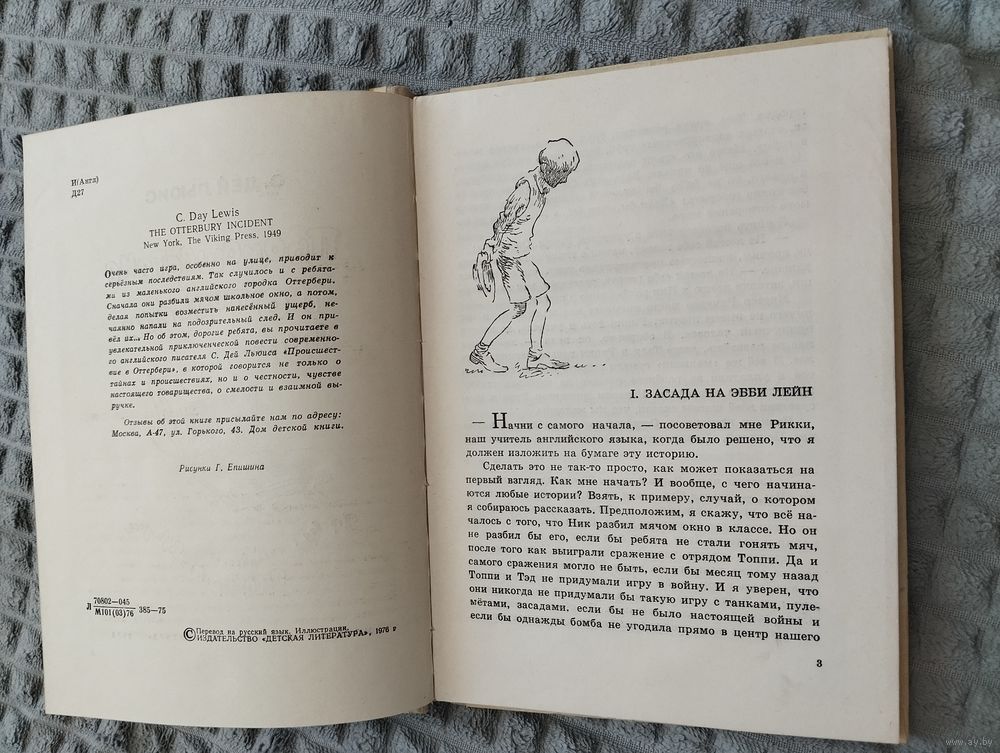 И(Англ)
Д27
C. Day Lewis
THE OTTERBURY INCIDENT
New York. The Viking Press. 1949
Очень часто игра, особенно на улице, приводит к
серьёзным последствиям. Так случилось и с ребята-
ми из маленького английского городка Оттербери.
Сначала они разбили мячом школьное окно, а потом,
делая попытки возместить нанесённый ущерб, не-
чаянно напали на подозрительный след. И он при-
вёл их... Но об этом, дорогие ребята, вы прочитаете в
увлекательной приключенческой повести современно-
го английского писателя С. Дей Льюиса «Происшест-
вие в Оттербери», в которой говорится не только о
тайнах и происшествиях, но и о честности, чувстве
настоящего товарищества, о смелости и взаимной вы-
ручке.
Отзывы об этой книге присылайте нам по адресу:
Москва, А-47, ул. Горького, 43. Дом детской книги.
Рисунки Г. Епишина
Л 70802—045
М101(03)76 385—75
© Перевод на русский язык. Иллюстрации.
ИЗДАТЕЛЬСТВО «ДЕТСКАЯ ЛИТЕРАТУРА», 1976 г
I. ЗАСАДА НА ЭББИ ЛЕЙН
— Начни с самого начала, — посоветовал мне Рикки,
наш учитель английского языка, когда было решено, что я
должен изложить на бумаге эту историю.
Сделать это не так-то просто, как может показаться на
первый взгляд. Как мне начать? И вообще, с чего начина-
ются любые истории? Взять, к примеру, случай, о котором
я собираюсь рассказать. Предположим, я скажу, что всё на-
чалось с того, что Ник разбил мячом окно в классе. Но он
не разбил бы его, если бы ребята не стали гонять мяч,
после того как выиграли сражение с отрядом Топпи. Да и
самого сражения могло не быть, если бы месяц тому назад
Топпи и Тэд не придумали игру в войну. И я уверен, что
они никогда не придумали бы такую игру с танками, пуле-
мётами, засадами. если бы не было настоящей войны и
если бы однажды бомба не угодила прямо в центр нашего
3
www.ay.by